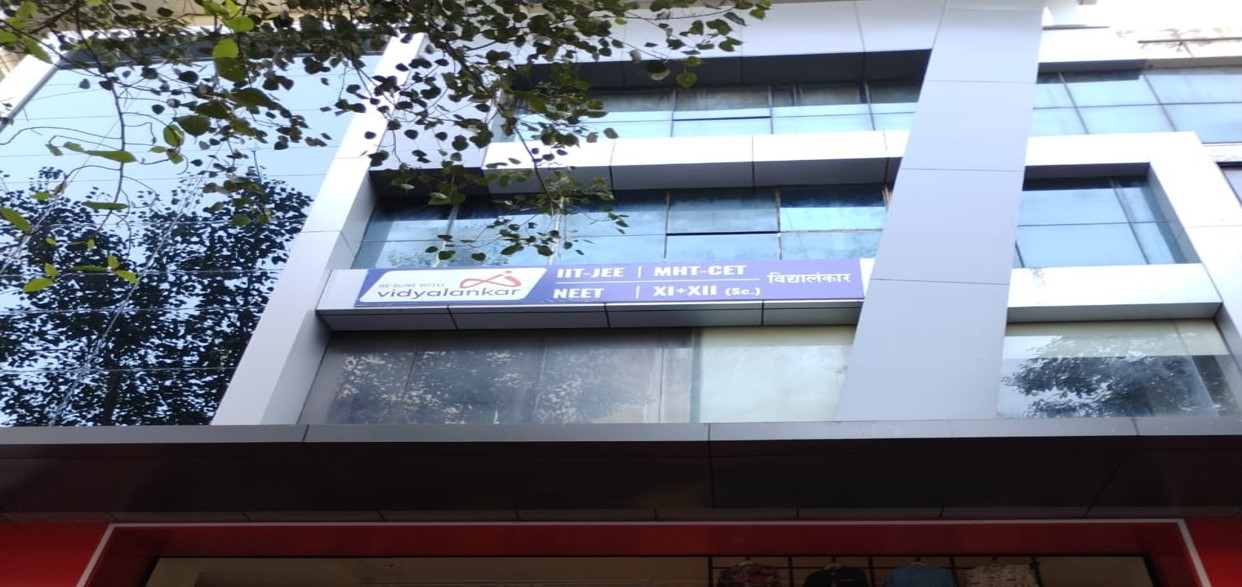 BE SURE WITH
vidyalankar
IIT-JEE | MHT-CET
NEET | XI+XII (Sc.)
विद्यालंकार